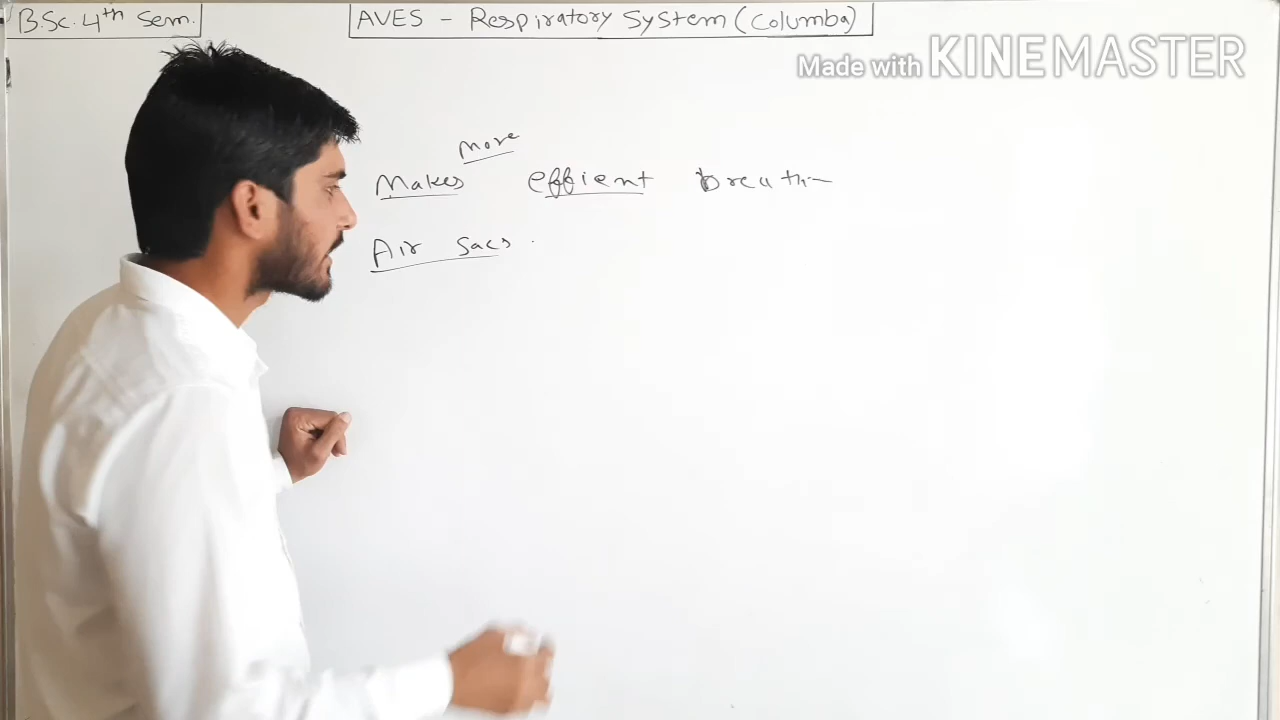 B.Sc. 4th Sem.
AVES - Respiratory System (Columba)
Made with KINEMASTER
More
Makes effient breath
Air Sacs.